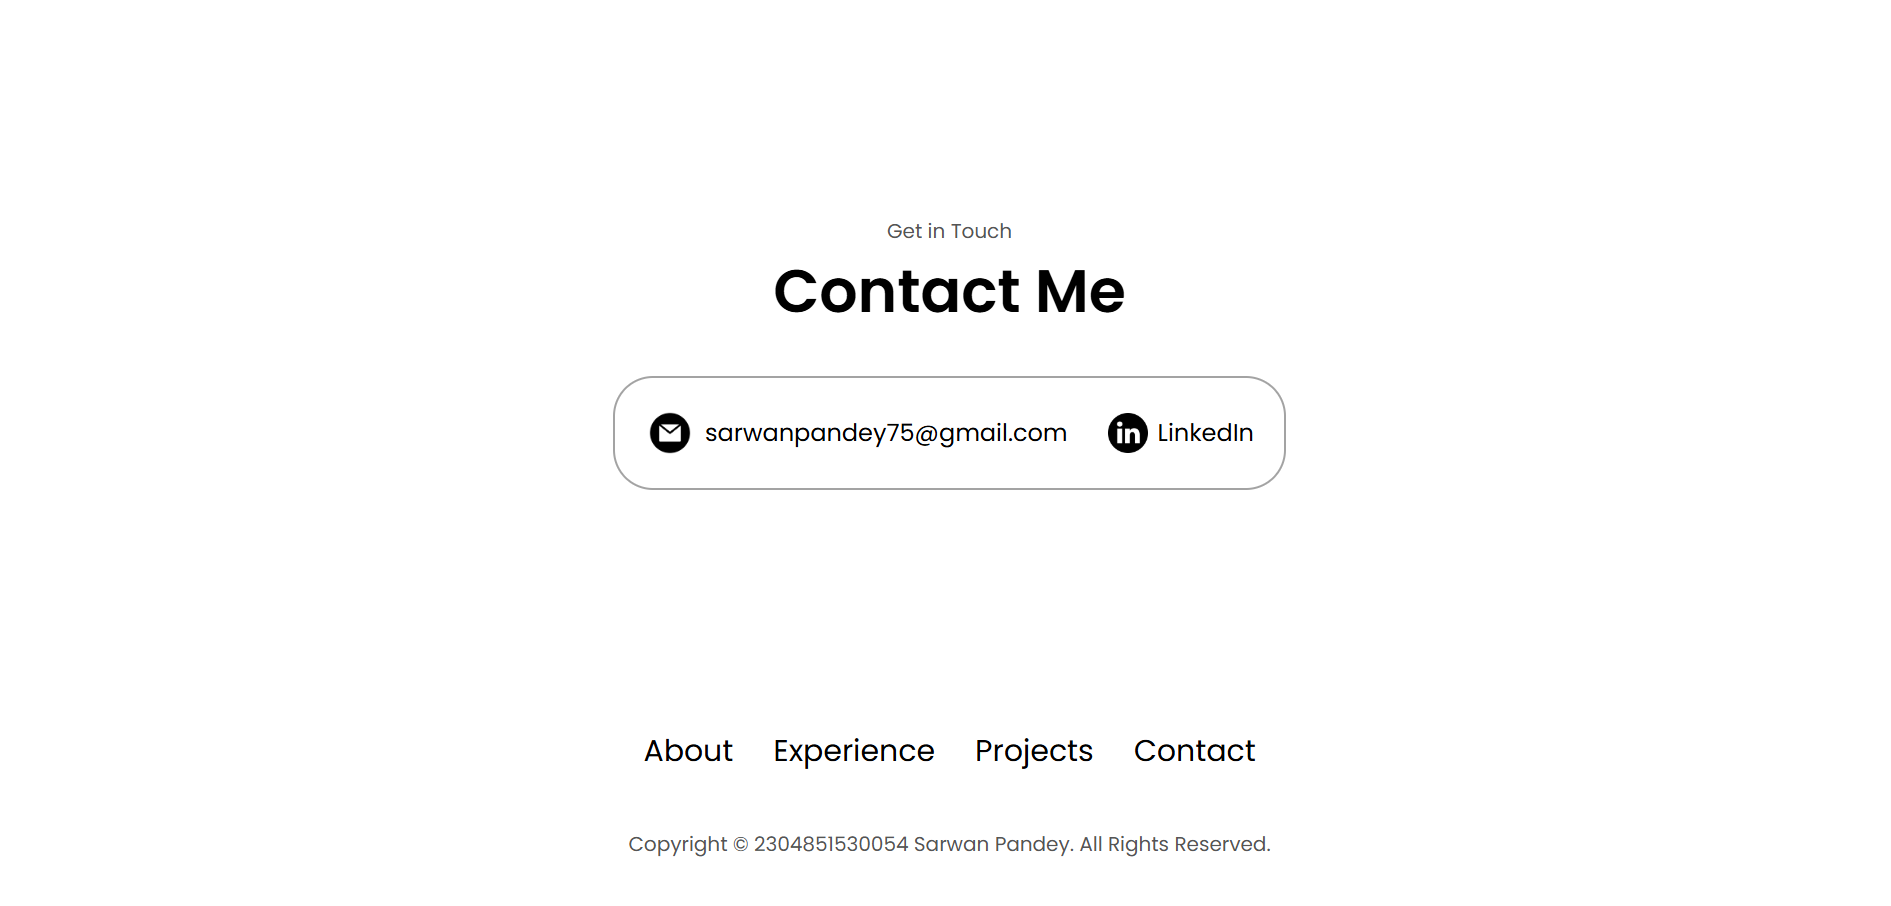 Get in Touch
Contact Me
sarwanpandey75@gmail.com in LinkedIn
About Experience Projects Contact
Copyright © 2304851530054 Sarwan Pandey. All Rights Reserved.